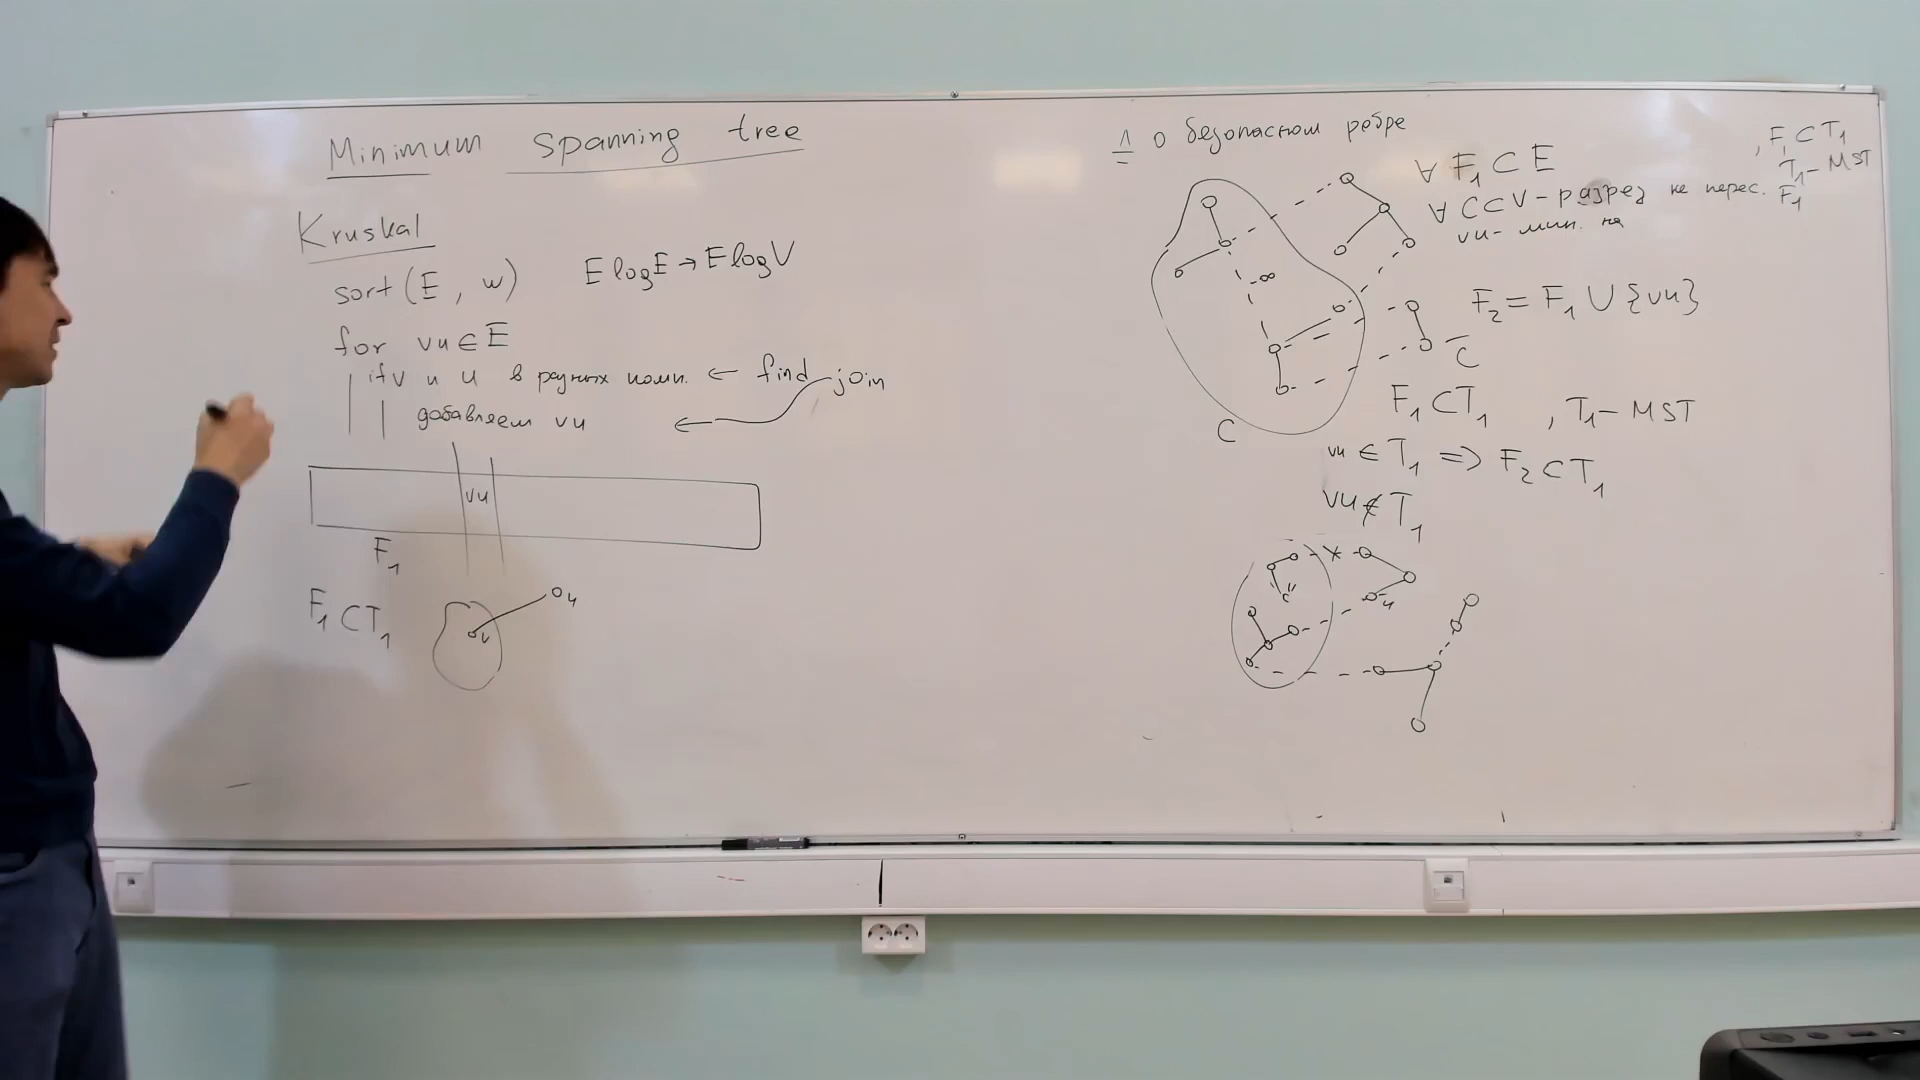 Minimum spanning tree
Kruskal
sort (E, w) E log E → E log V
for vu ∈ E
if v и u в разных комп. ← find join
добавляем vu ←
vu
F₁
F₁ ⊂ T₁
v
u
Л о безопасном ребре
∀ F₁ ⊂ E , F₁ ⊂ T₁
T₁ - MST
∀ C ⊂ V - разрез не перес. F₁
vu - мин. на
-∞
F₂ = F₁ ∪ {vu}
C̅
C
F₁ ⊂ T₁ , T₁ - MST
vu ∈ T₁ => F₂ ⊂ T₁
vu ∉ T₁
u